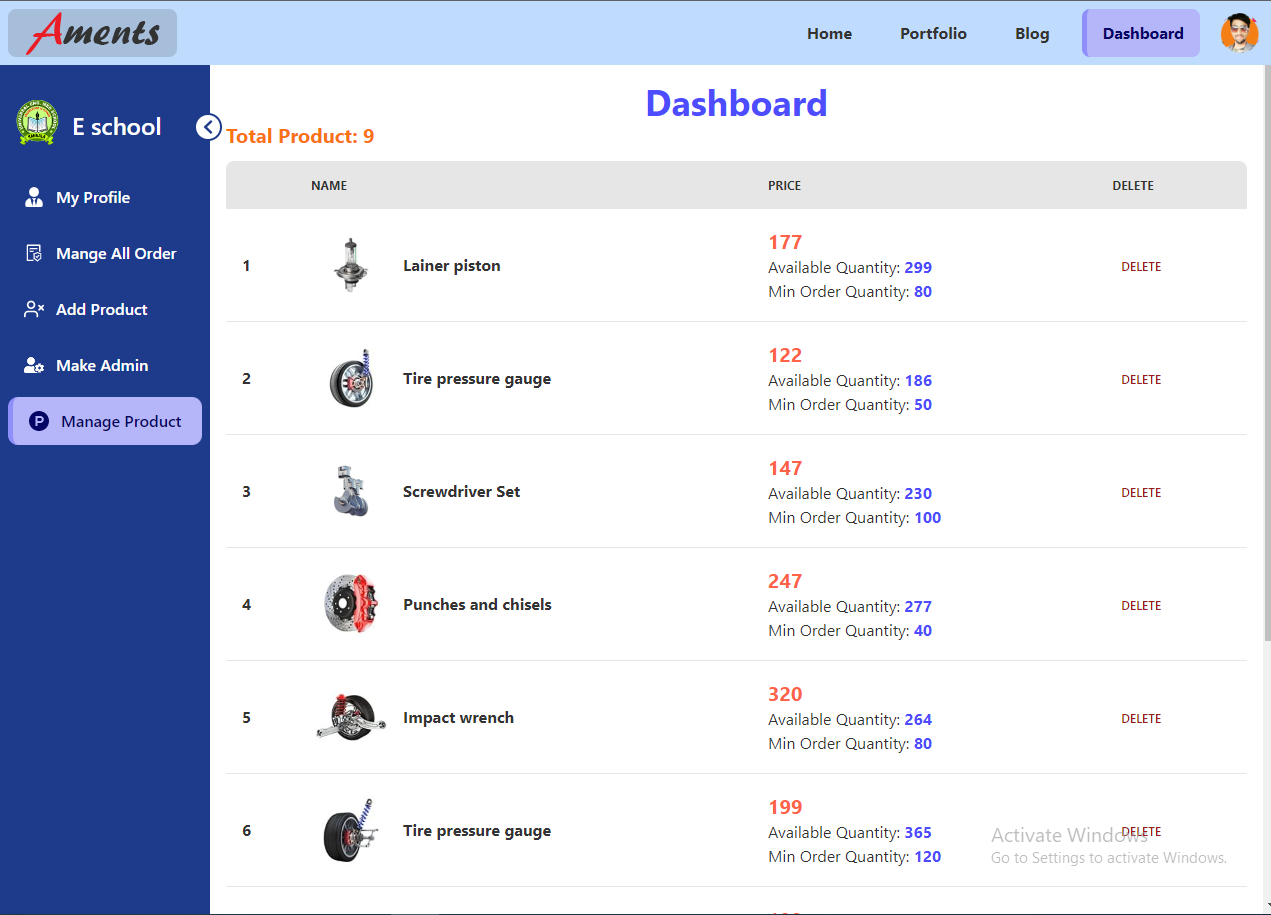 Aments
Home Portfolio Blog Dashboard
E school
My Profile
Mange All Order
Add Product
Make Admin
P Manage Product
Dashboard
Total Product: 9
NAME PRICE DELETE
1 Lainer piston 177 DELETE
Available Quantity: 299
Min Order Quantity: 80
2 Tire pressure gauge 122 DELETE
Available Quantity: 186
Min Order Quantity: 50
3 Screwdriver Set 147 DELETE
Available Quantity: 230
Min Order Quantity: 100
4 Punches and chisels 247 DELETE
Available Quantity: 277
Min Order Quantity: 40
5 Impact wrench 320 DELETE
Available Quantity: 264
Min Order Quantity: 80
6 Tire pressure gauge 199 DELETE
Available Quantity: 365
Min Order Quantity: 120
Activate Windows
Go to Settings to activate Windows.